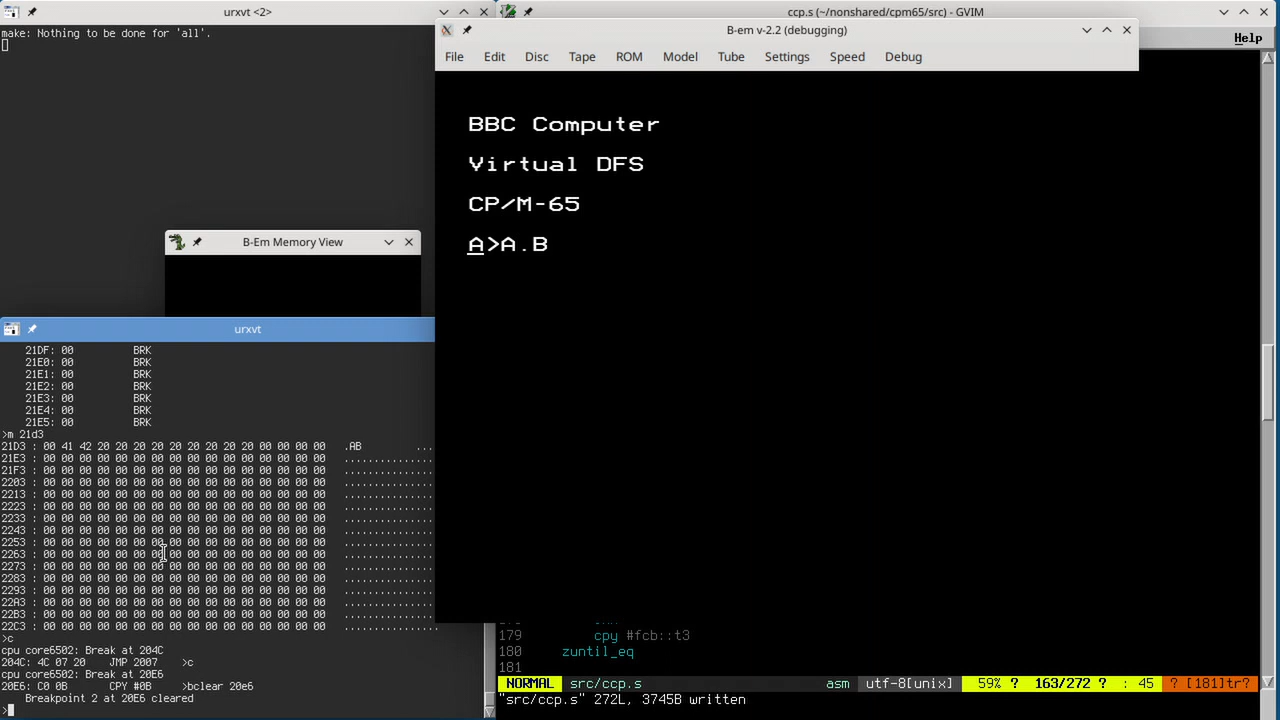 urxvt <2>
make: Nothing to be done for 'all'.
ccp.s (~/nonshared/cpm65/src) - GVIM
Help
B-em v-2.2 (debugging)
File Edit Disc Tape ROM Model Tube Settings Speed Debug
BBC Computer
Virtual DFS
CP/M-65
A>A.B
B-Em Memory View
urxvt
21DF: 00 BRK
21E0: 00 BRK
21E1: 00 BRK
21E2: 00 BRK
21E3: 00 BRK
21E4: 00 BRK
21E5: 00 BRK
>m 21d3
21D3 : 00 41 42 20 20 20 20 20 20 20 20 20 00 00 00 00 .AB ...
21E3 : 00 00 00 00 00 00 00 00 00 00 00 00 00 00 00 00 ................
21F3 : 00 00 00 00 00 00 00 00 00 00 00 00 00 00 00 00 ................
2203 : 00 00 00 00 00 00 00 00 00 00 00 00 00 00 00 00 ................
2213 : 00 00 00 00 00 00 00 00 00 00 00 00 00 00 00 00 ................
2223 : 00 00 00 00 00 00 00 00 00 00 00 00 00 00 00 00 ................
2233 : 00 00 00 00 00 00 00 00 00 00 00 00 00 00 00 00 ................
2243 : 00 00 00 00 00 00 00 00 00 00 00 00 00 00 00 00 ................
2253 : 00 00 00 00 00 00 00 00 00 00 00 00 00 00 00 00 ................
2263 : 00 00 00 00 00 00 00 00 00 00 00 00 00 00 00 00 ................
2273 : 00 00 00 00 00 00 00 00 00 00 00 00 00 00 00 00 ................
2283 : 00 00 00 00 00 00 00 00 00 00 00 00 00 00 00 00 ................
2293 : 00 00 00 00 00 00 00 00 00 00 00 00 00 00 00 00 ................
22A3 : 00 00 00 00 00 00 00 00 00 00 00 00 00 00 00 00 ................
22B3 : 00 00 00 00 00 00 00 00 00 00 00 00 00 00 00 00 ................
22C3 : 00 00 00 00 00 00 00 00 00 00 00 00 00 00 00 00 ................
>c
cpu core6502: Break at 204C
204C: 4C 07 20 JMP 2007 >c
cpu core6502: Break at 20E6
20E6: C0 0B CPY #0B >bclear 20e6
Breakpoint 2 at 20E6 cleared
>
179 cpy #fcb::t3
180 zuntil_eq
181
NORMAL src/ccp.s asm utf-8[unix] 59% ? 163/272 ? : 45 ? [181]tr?
"src/ccp.s" 272L, 3745B written